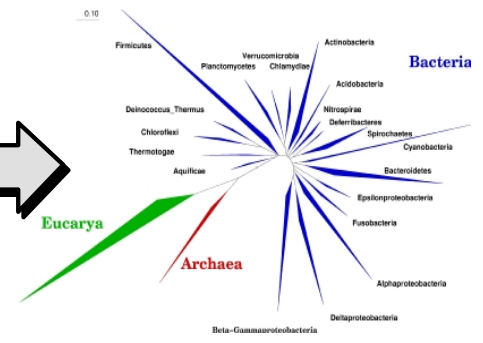 0.10
Firmicutes
Actinobacteria
Verrucomicrobia
Planctomycetes
Chlamydiae
Bacteria
Acidobacteria
Deinococcus_Thermus
Nitrospirae
Deferribacteres
Chloroflexi
Spirochaetes
Cyanobacteria
Thermotogae
Aquificae
Bacteroidetes
Epsilonproteobacteria
Fusobacteria
Eucarya
Archaea
Alphaproteobacteria
Deltaproteobacteria
Beta-Gammaproteobacteria